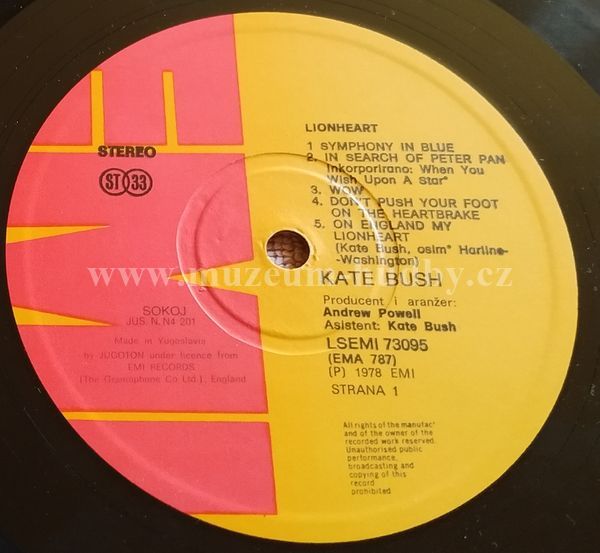 EMI
STEREO
ST 33
SOKOJ
JUS. N. N4 201
Made in Yugoslavia
by JUGOTON under licence from
EMI RECORDS
(The Gramophone Co Ltd.), England
LIONHEART
1 SYMPHONY IN BLUE
2. IN SEARCH OF PETER PAN
Inkorporirano: When You
Wish Upon A Star*
3. WOW
4. DON'T PUSH YOUR FOOT
ON THE HEARTBRAKE
5. OH ENGLAND MY
LIONHEART
(Kate Bush, osim* Harline-
-Washington)
KATE BUSH
Producent i aranžer:
Andrew Powell
Asistent: Kate Bush
LSEMI 73095
(EMA 787)
(P) 1978 EMI
STRANA 1
All rights of the manufac'
and of the owner of the
recorded work reserved.
Unauthorised public
performance,
broadcasting and
copying of this
record
prohibited.